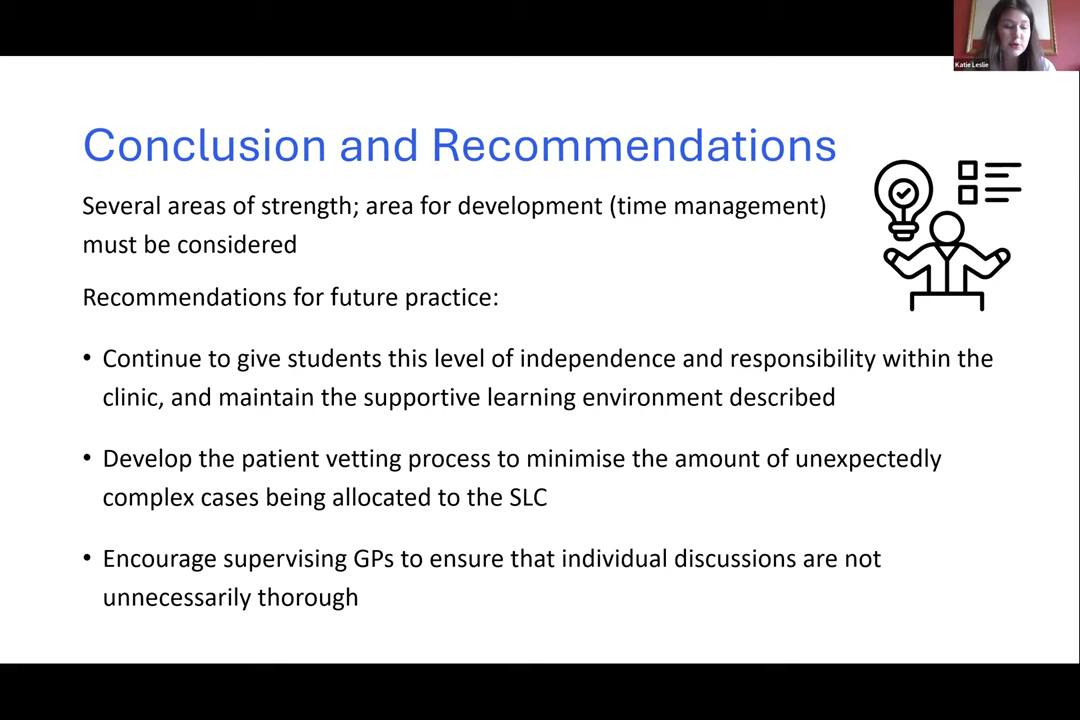 Katie Leslie
Conclusion and Recommendations
Several areas of strength; area for development (time management)
must be considered
Recommendations for future practice:
• Continue to give students this level of independence and responsibility within the
clinic, and maintain the supportive learning environment described
• Develop the patient vetting process to minimise the amount of unexpectedly
complex cases being allocated to the SLC
• Encourage supervising GPs to ensure that individual discussions are not
unnecessarily thorough